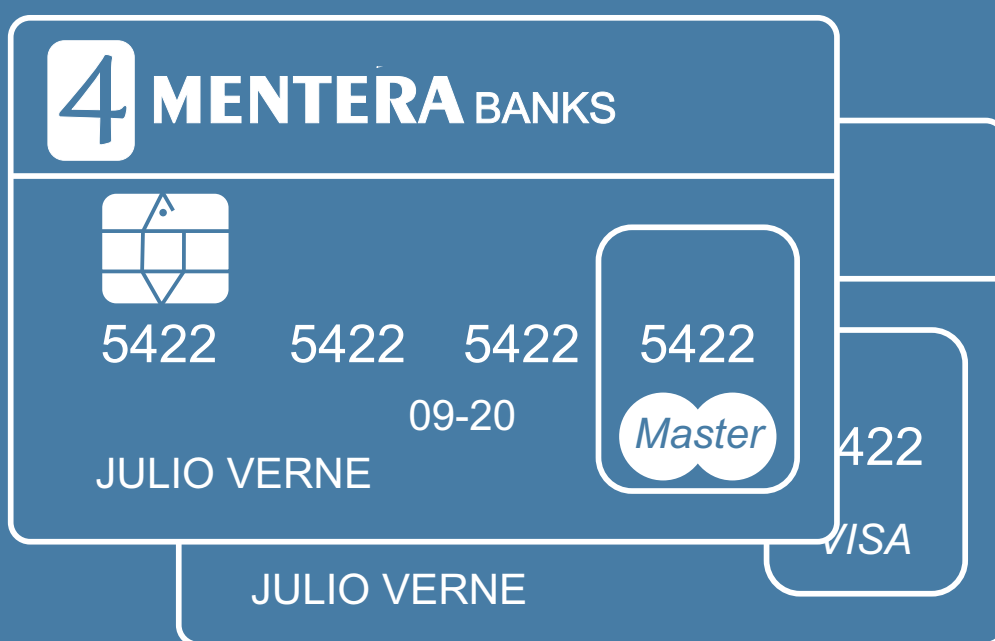 4 MENTERA BANKS
5422 5422 5422 5422
09-20
Master
JULIO VERNE
422
VISA
JULIO VERNE